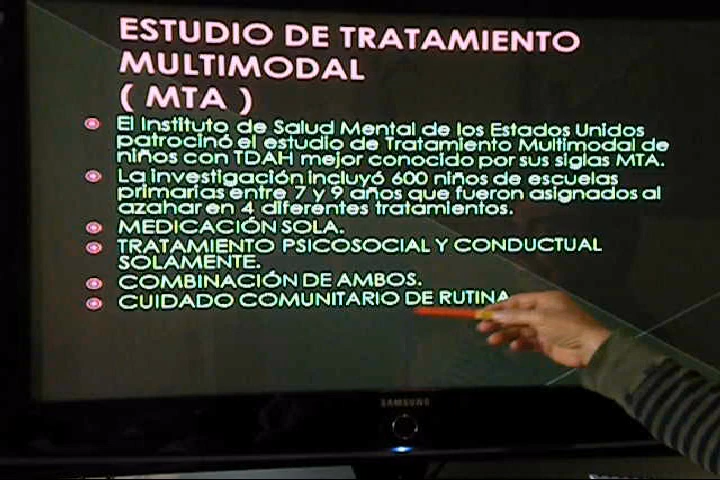 ESTUDIO DE TRATAMIENTO
MULTIMODAL
( MTA )
El Instituto de Salud Mental de los Estados Unidos
patrocinó el estudio de Tratamiento Multimodal de
niños con TDAH mejor conocido por sus siglas MTA.
La investigación incluyó 600 niños de escuelas
primarias entre 7 y 9 años que fueron asignados al
azahar en 4 diferentes tratamientos.
MEDICACIÓN SOLA.
TRATAMIENTO PSICOSOCIAL Y CONDUCTUAL
SOLAMENTE.
COMBINACIÓN DE AMBOS.
CUIDADO COMUNITARIO DE RUTINA
SAMSUNG